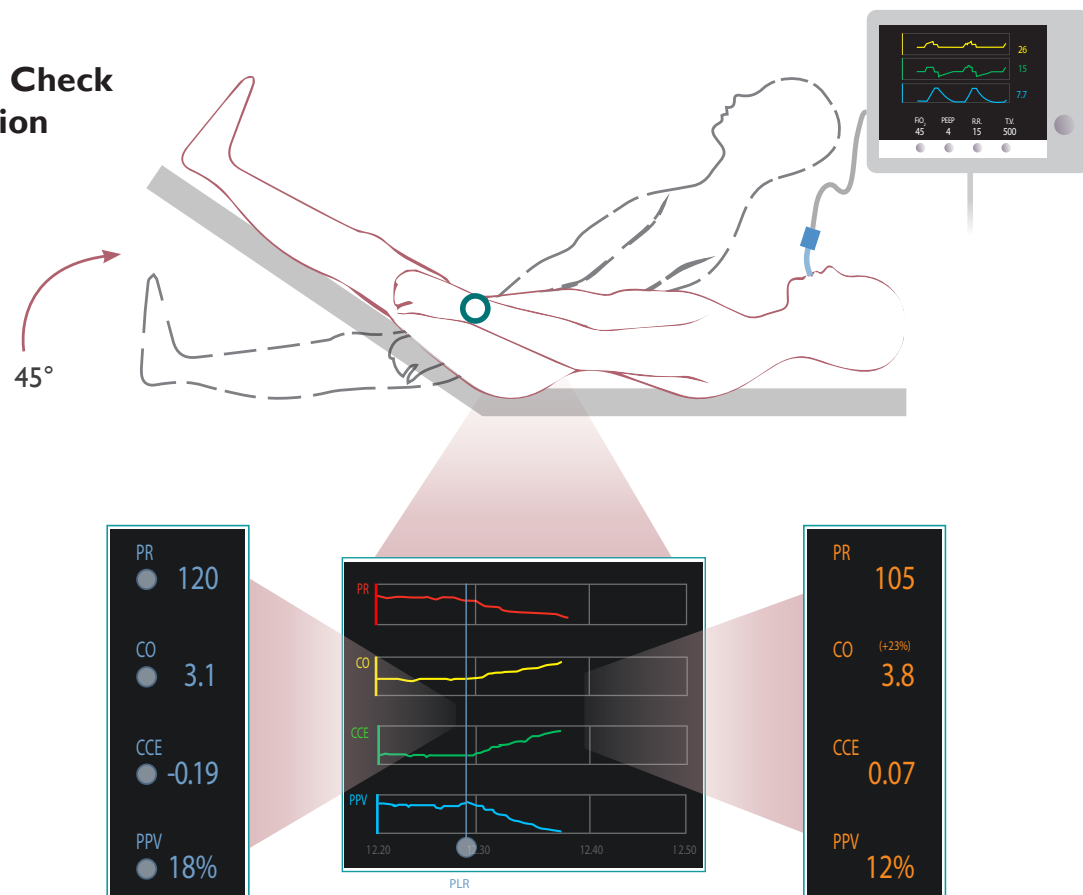 Check
ion
26
15
7.7
FiO₂ PEEP R.R. T.V.
45 4 15 500
45°
PR
120
CO
3.1
CCE
-0.19
PPV
18%
PR
CO
CCE
PPV
12.20 12.30 12.40 12.50
PLR
PR
105
CO (+23%)
3.8
CCE
0.07
PPV
12%